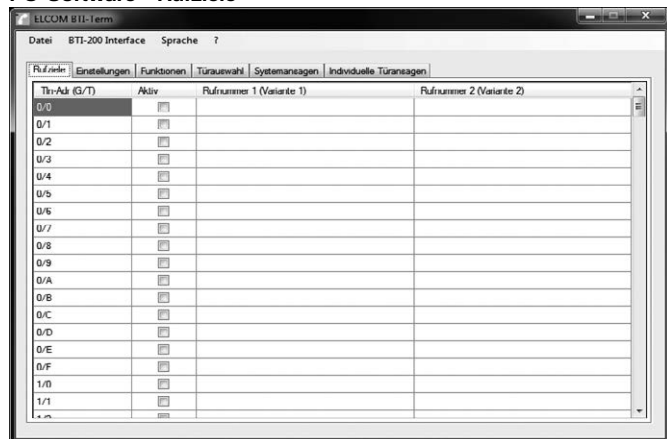 PC-Software - Rufziele
ELCOM BTI-Term
Datei BTI-200 Interface Sprache ?
Rufziele Einstellungen Funktionen Türauswahl Systemansagen Individuelle Türansagen
Tln-Adr (G/T) Aktiv Rufnummer 1 (Variante 1) Rufnummer 2 (Variante 2)
0/0
0/1
0/2
0/3
0/4
0/5
0/6
0/7
0/8
0/9
0/A
0/B
0/C
0/D
0/E
0/F
1/0
1/1